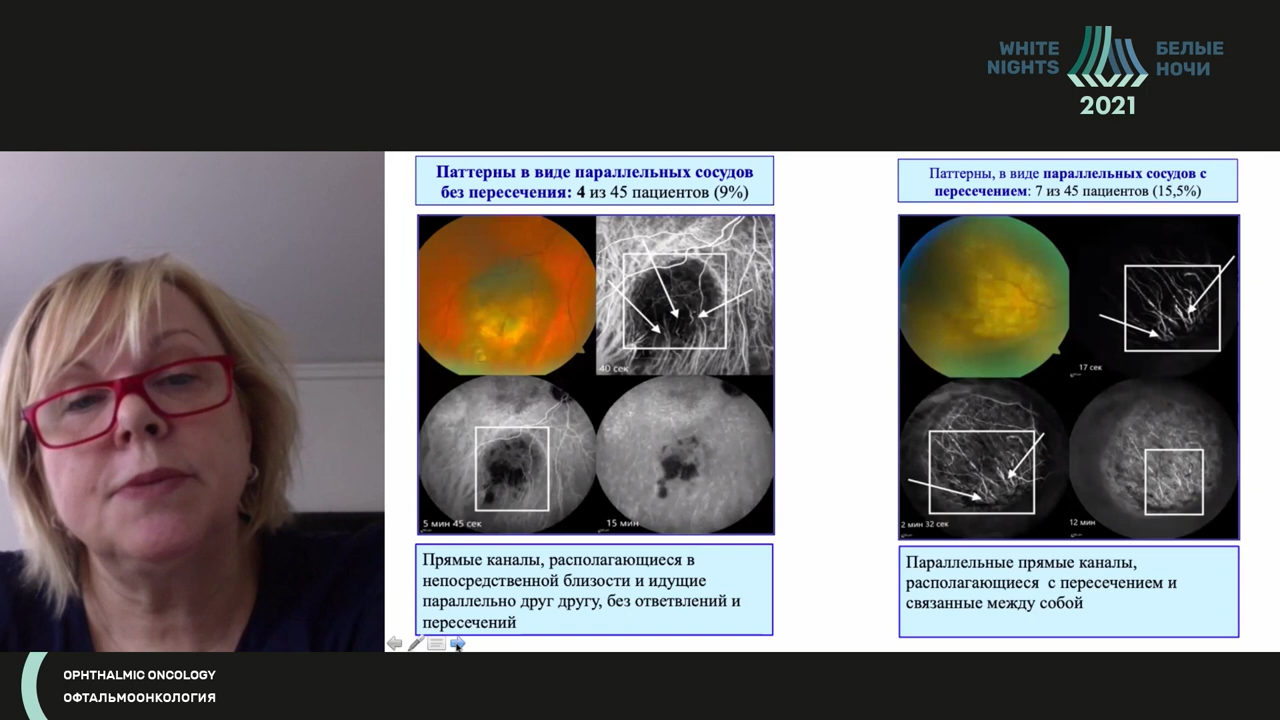 WHITE
NIGHTS
БЕЛЫЕ
НОЧИ
2021
Паттерны в виде параллельных сосудов
без пересечения: 4 из 45 пациентов (9%)
40 сек
5 мин 45 сек
15 мин
Прямые каналы, располагающиеся в
непосредственной близости и идущие
параллельно друг другу, без ответвлений и
пересечений
Паттерны, в виде параллельных сосудов с
пересечением: 7 из 45 пациентов (15,5%)
17 сек
2 мин 32 сек
12 мин
Параллельные прямые каналы,
располагающиеся с пересечением и
связанные между собой
OPHTHALMIC ONCOLOGY
ОФТАЛЬМООНКОЛОГИЯ